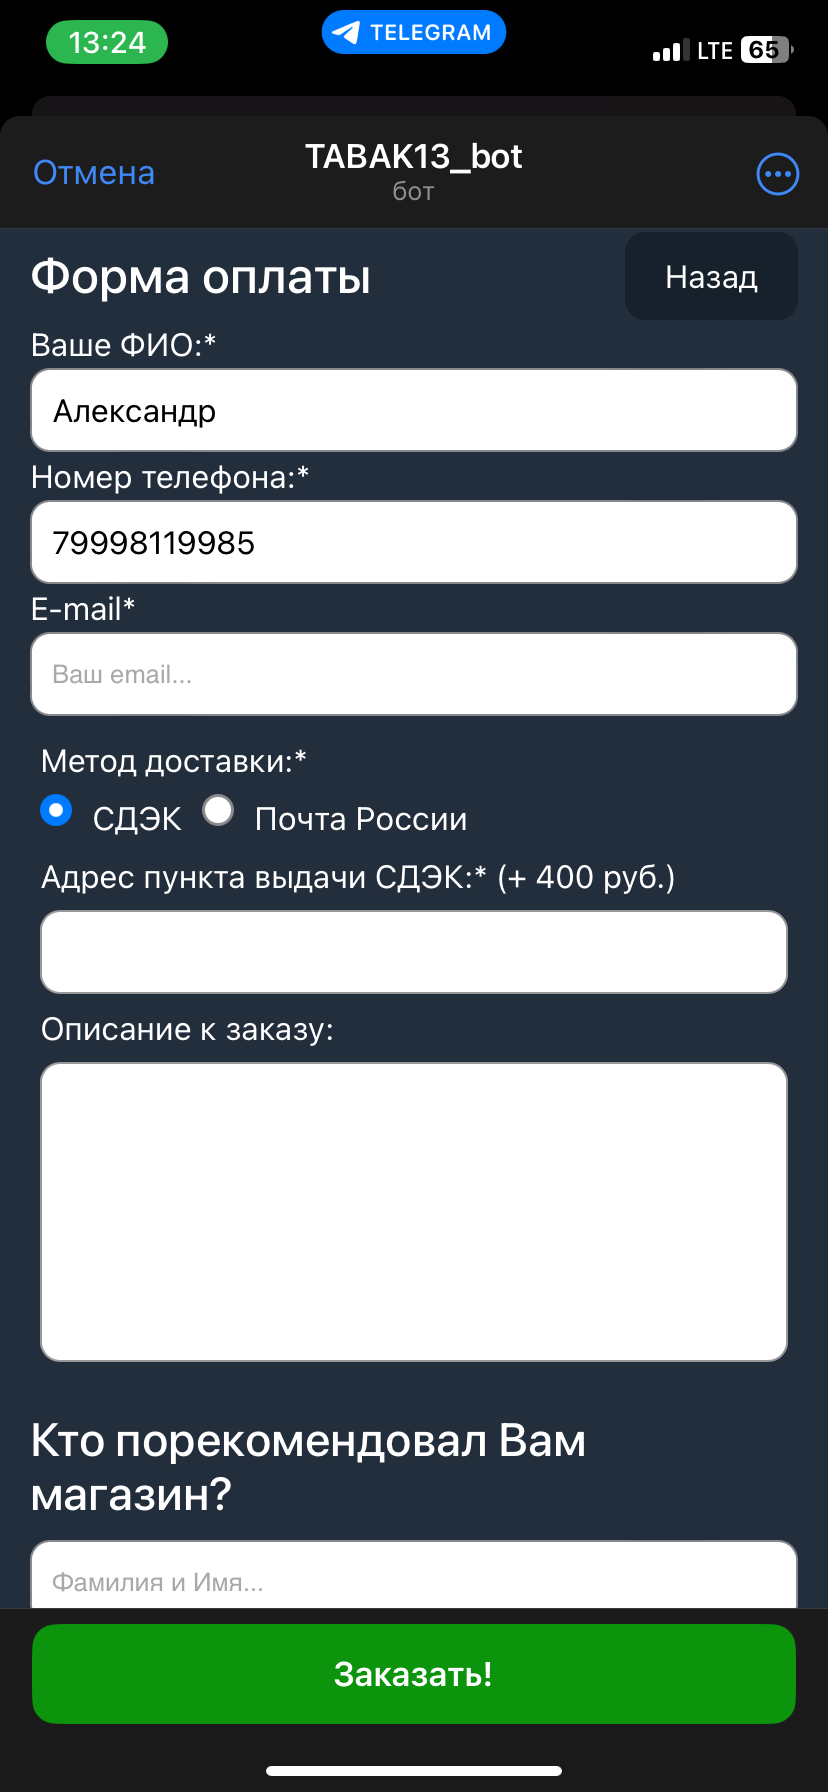 13:24
TELEGRAM
LTE 65
Отмена
TABAK13_bot
бот
Форма оплаты
Назад
Ваше ФИО:*
Александр
Номер телефона:*
79998119985
E-mail*
Ваш email...
Метод доставки:*
СДЭК Почта России
Адрес пункта выдачи СДЭК:* (+ 400 руб.)
Описание к заказу:
Кто порекомендовал Вам
магазин?
Фамилия и Имя...
Заказать!